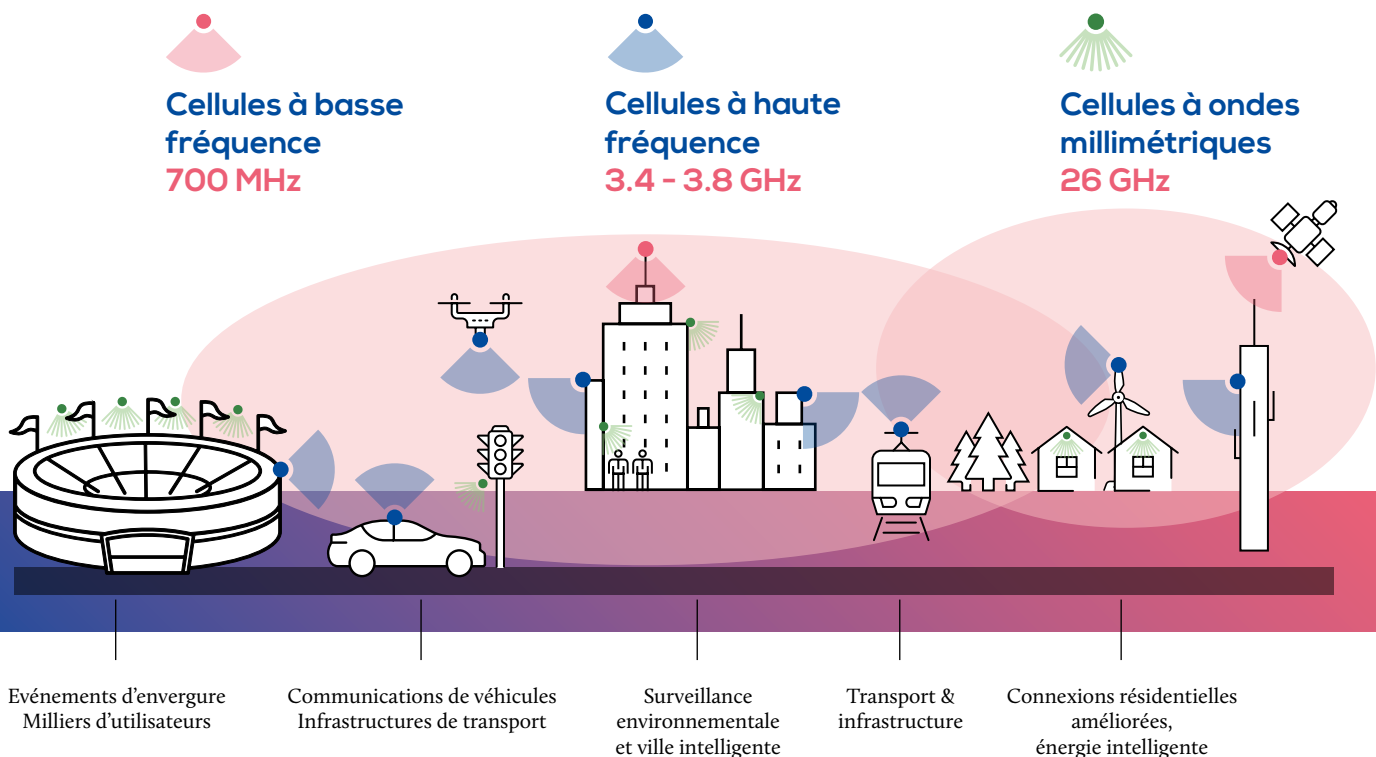 Cellules à basse
fréquence
700 MHz
Cellules à haute
fréquence
3.4 - 3.8 GHz
Cellules à ondes
millimétriques
26 GHz
Evénements d'envergure
Milliers d'utilisateurs
Communications de véhicules
Infrastructures de transport
Surveillance
environnementale
et ville intelligente
Transport &
infrastructure
Connexions résidentielles
améliorées,
énergie intelligente